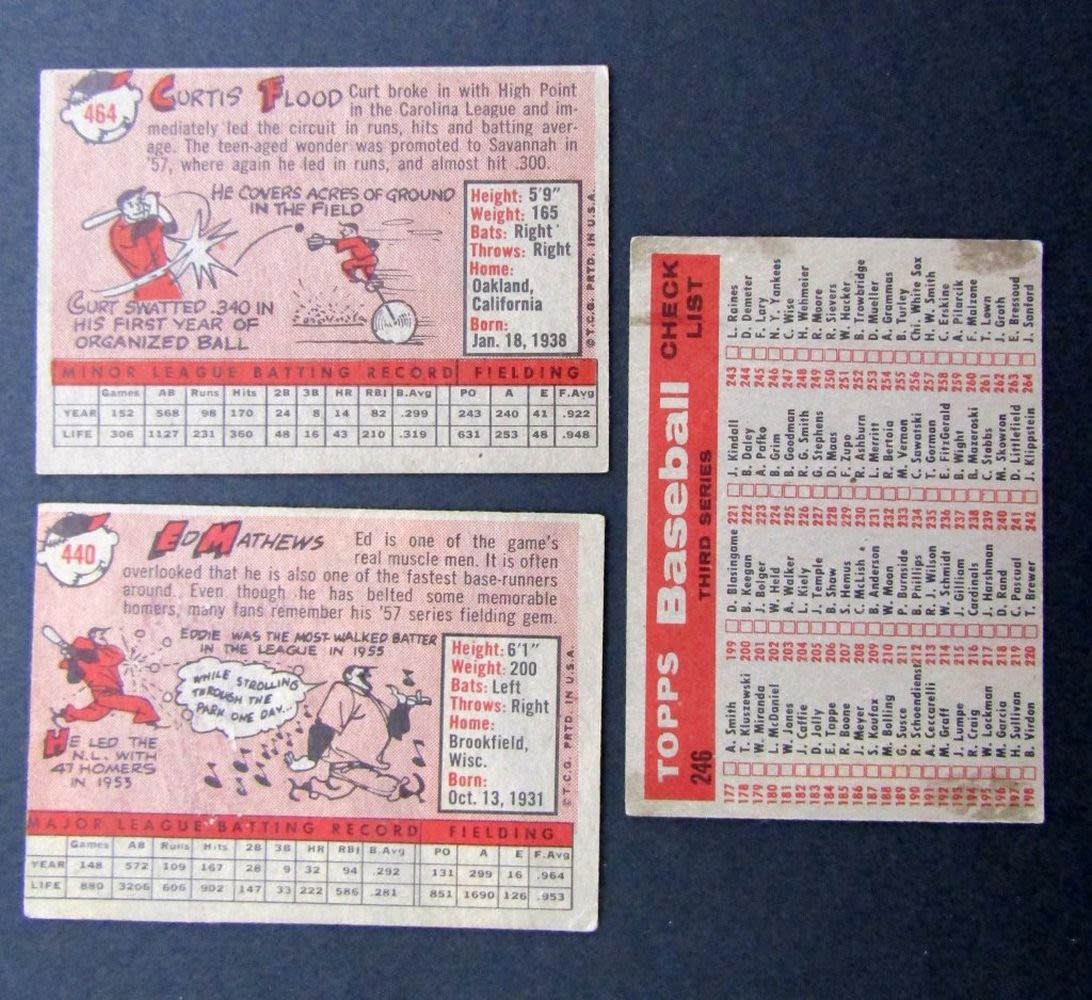 464
CURTIS FLOOD Curt broke in with High Point
in the Carolina League and im-
mediately led the circuit in runs, hits and batting aver-
age. The teen-aged wonder was promoted to Savannah in
'57, where again he led in runs, and almost hit .300.
HE COVERS ACRES OF GROUND
IN THE FIELD
CURT SWATTED .340 IN
HIS FIRST YEAR OF
ORGANIZED BALL
Height: 5'9"
Weight: 165
Bats: Right
Throws: Right
Home:
Oakland,
California
Born:
Jan. 18, 1938
©T.C.G. PRTD. IN U.S.A.
MINOR LEAGUE BATTING RECORD FIELDING
Games AB Runs Hits 2B 3B HR RBI B.Avg PO A E F.Avg
YEAR 152 568 98 170 24 8 14 82 .299 243 240 41 .922
LIFE 306 1127 231 360 48 16 43 210 .319 631 253 48 .948
440
ED MATHEWS Ed is one of the game's
real muscle men. It is often
overlooked that he is also one of the fastest base-runners
around. Even though he has belted some memorable
homers, many fans remember his '57 series fielding gem.
EDDIE WAS THE MOST-WALKED BATTER
IN THE LEAGUE IN 1955
WHILE STROLLING
THROUGH THE
PARK ONE DAY...
HE LED THE
N.L. WITH
47 HOMERS
IN 1953
Height: 6'1"
Weight: 200
Bats: Left
Throws: Right
Home:
Brookfield,
Wisc.
Born:
Oct. 13, 1931
©T.C.G. PRTD. IN U.S.A.
MAJOR LEAGUE BATTING RECORD FIELDING
Games AB Runs Hits 2B 3B HR RBI B.Avg PO A E F.Avg
YEAR 148 572 109 167 28 9 32 94 .292 131 299 16 .964
LIFE 880 3206 606 902 147 33 222 586 .281 851 1690 126 .953
TOPPS Baseball CHECK
LIST
246 THIRD SERIES
177 A. Smith
178 T. Kluszewski
179 W. Miranda
180 L. McDaniel
181 W. Jones
182 J. Caffie
183 D. Jolly
184 E. Toppe
185 R. Boone
186 J. Meyer
187 S. Koufax
188 M. Bolling
189 G. Susce
190 R. Schoendienst
191 A. Ceccarelli
192 M. Graff
193 J. Lumpe
194 R. Craig
195 W. Lockman
196 M. Garcia
197 H. Sullivan
198 B. Virdon
199 D. Blasingame
200 B. Keegan
201 J. Bolger
202 W. Held
203 A. Walker
204 L. Kiely
205 J. Temple
206 B. Shaw
207 S. Hemus
208 C. McLish
209 B. Anderson
210 W. Moon
211 P. Burnside
212 B. Phillips
213 R. J. Wilson
214 W. Schmidt
215 J. Gilliam
216 Cardinals
217 J. Harshman
218 D. Rand
219 C. Pascual
220 T. Brewer
221 J. Kindall
222 B. Daley
223 A. Pafko
224 B. Grim
225 B. Goodman
226 R. G. Smith
227 G. Stephens
228 D. Maas
229 F. Zupo
230 R. Ashburn
231 L. Merritt
232 R. Bertoia
233 M. Vernon
234 C. Sawatski
235 T. Gorman
236 E. FitzGerald
237 B. Wight
238 B. Mazeroski
239 C. Stobbs
240 M. Skowron
241 D. Littlefield
242 J. Klippstein
243 L. Raines
244 D. Demeter
245 F. Lary
246 N. Y. Yankees
247 C. Wise
248 H. Wehmeier
249 R. Moore
250 R. Sievers
251 W. Hacker
252 B. Trowbridge
253 D. Mueller
254 A. Grammas
255 B. Turley
256 Chi. White Sox
257 H. W. Smith
258 C. Erskine
259 A. Pilarcik
260 F. Malzone
261 T. Lown
262 J. Groth
263 E. Bressoud
264 J. Sanford